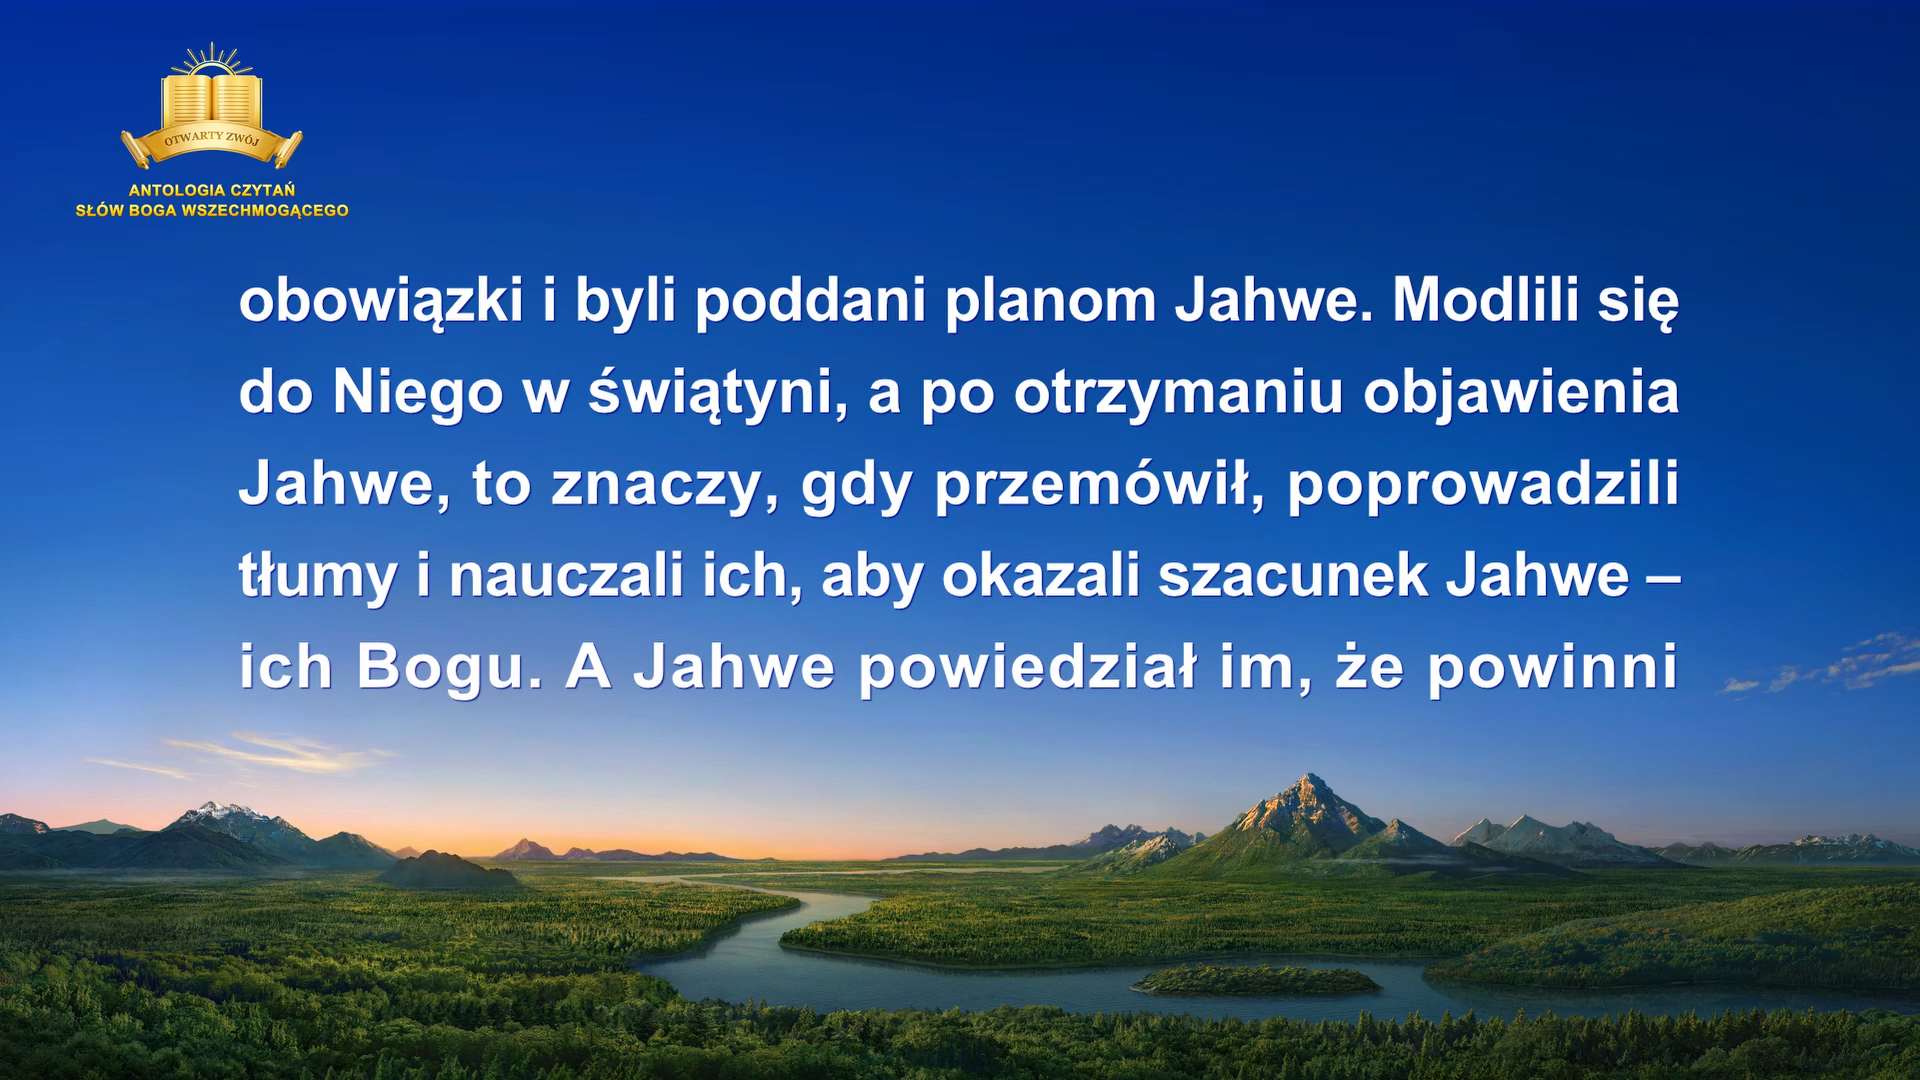 OTWARTY ZWÓJ
ANTOLOGIA CZYTAŃ
SŁÓW BOGA WSZECHMOGĄCEGO
obowiązki i byli poddani planom Jahwe. Modlili się
do Niego w świątyni, a po otrzymaniu objawienia
Jahwe, to znaczy, gdy przemówił, poprowadzili
tłumy i nauczali ich, aby okazali szacunek Jahwe –
ich Bogu. A Jahwe powiedział im, że powinni